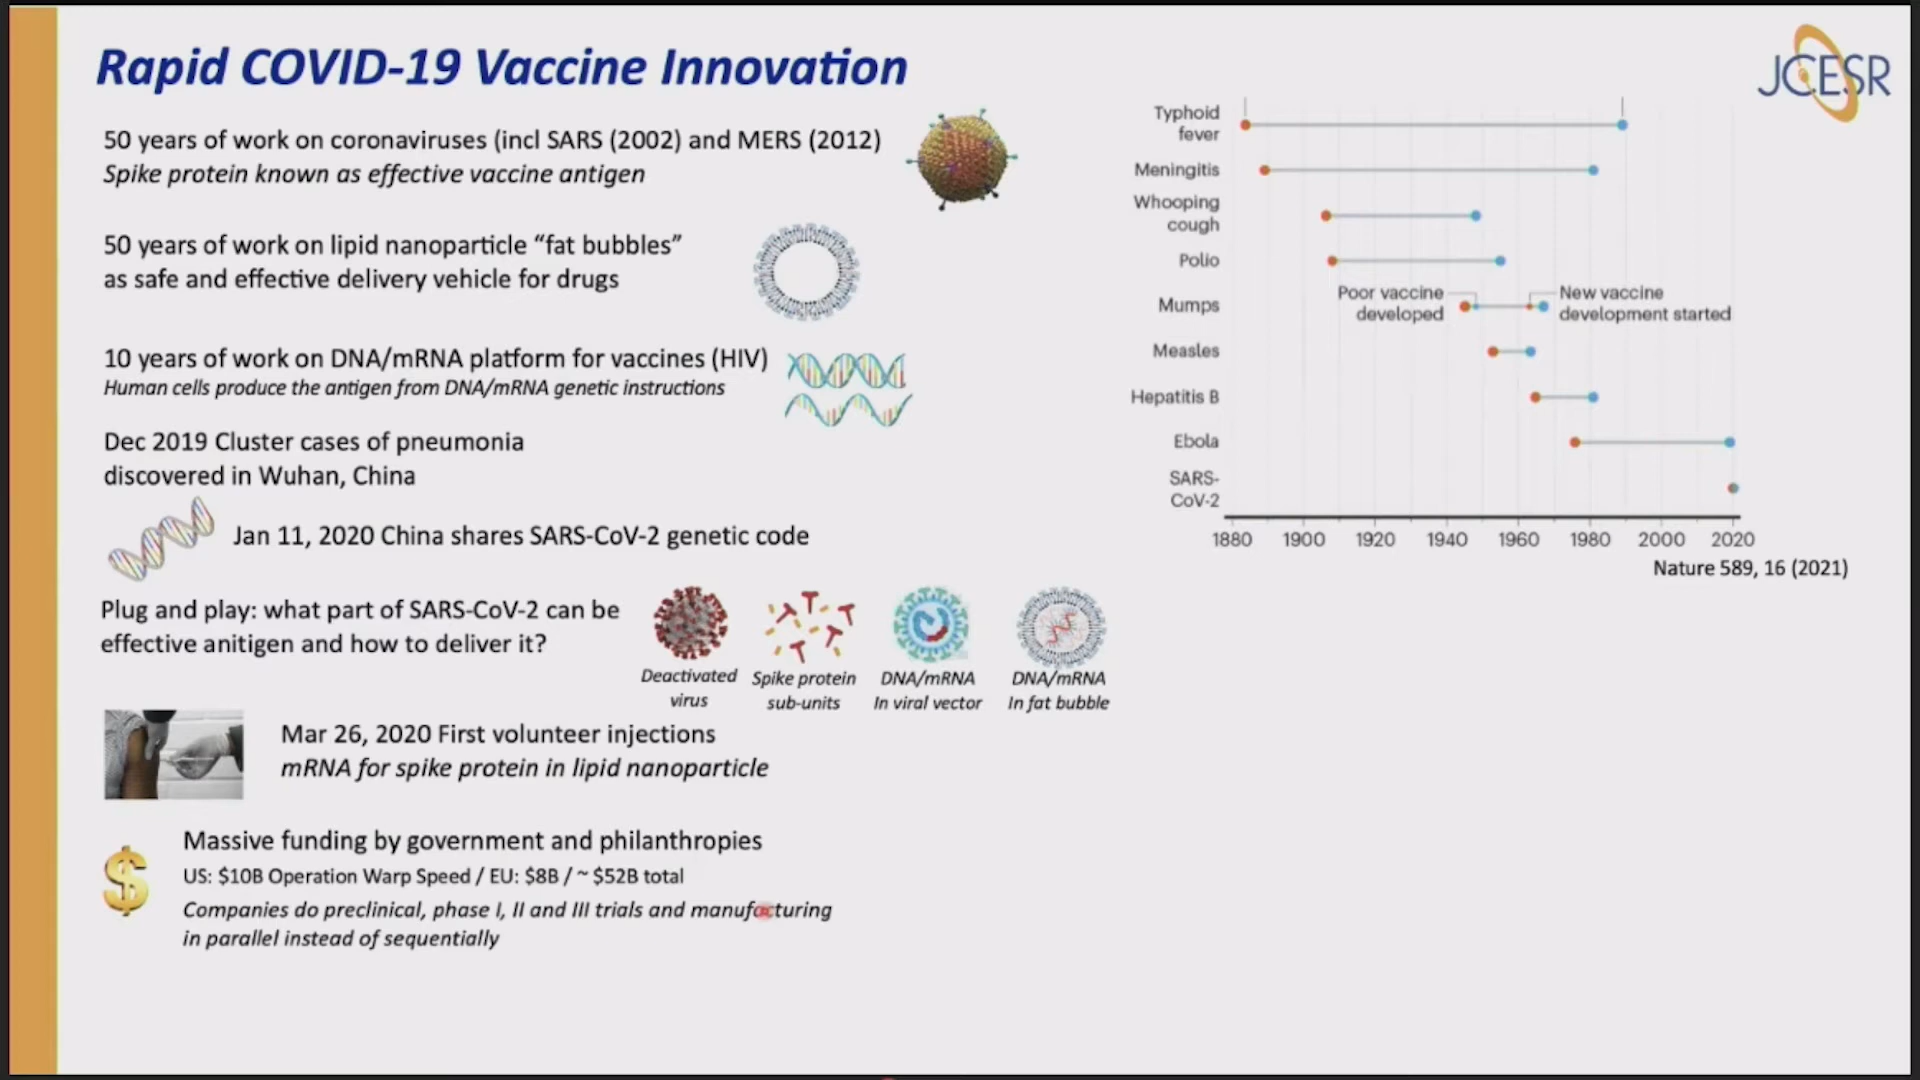 Rapid COVID-19 Vaccine Innovation
JCESR
50 years of work on coronaviruses (incl SARS (2002) and MERS (2012)
Spike protein known as effective vaccine antigen
50 years of work on lipid nanoparticle “fat bubbles”
as safe and effective delivery vehicle for drugs
10 years of work on DNA/mRNA platform for vaccines (HIV)
Human cells produce the antigen from DNA/mRNA genetic instructions
Dec 2019 Cluster cases of pneumonia
discovered in Wuhan, China
Jan 11, 2020 China shares SARS-CoV-2 genetic code
Plug and play: what part of SARS-CoV-2 can be
effective anitigen and how to deliver it?
Deactivated
virus
Spike protein
sub-units
DNA/mRNA
In viral vector
DNA/mRNA
In fat bubble
Mar 26, 2020 First volunteer injections
mRNA for spike protein in lipid nanoparticle
$
Massive funding by government and philanthropies
US: $10B Operation Warp Speed / EU: $8B / ~ $52B total
Companies do preclinical, phase I, II and III trials and manufacturing
in parallel instead of sequentially
Typhoid
fever
Meningitis
Whooping
cough
Polio
Mumps
Poor vaccine
developed
New vaccine
development started
Measles
Hepatitis B
Ebola
SARS-
CoV-2
1880 1900 1920 1940 1960 1980 2000 2020
Nature 589, 16 (2021)